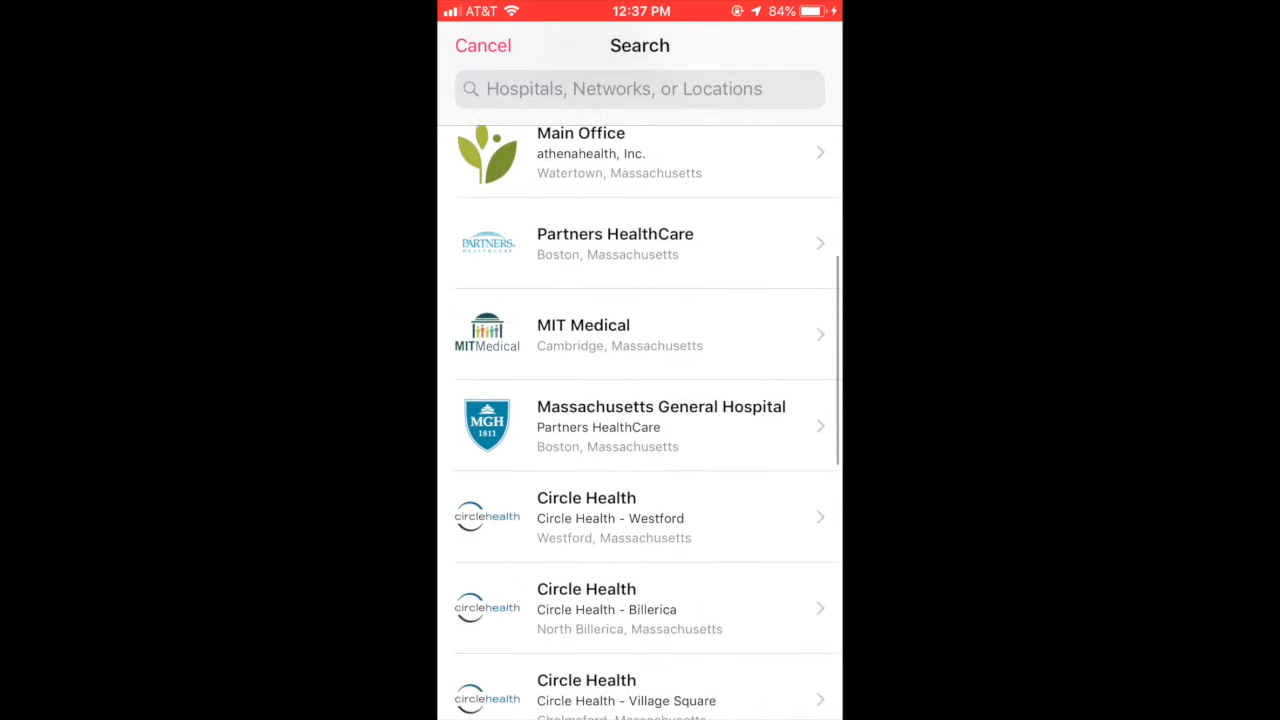 AT&T 12:37 PM 84%
Cancel Search
Hospitals, Networks, or Locations
Main Office
athenahealth, Inc.
Watertown, Massachusetts
PARTNERS.
HEALTHCARE
Partners HealthCare
Boston, Massachusetts
MITMedical
MIT Medical
Cambridge, Massachusetts
MGH
1811
Massachusetts General Hospital
Partners HealthCare
Boston, Massachusetts
circlehealth
Circle Health
Circle Health - Westford
Westford, Massachusetts
circlehealth
Circle Health
Circle Health - Billerica
North Billerica, Massachusetts
circlehealth
Circle Health
Circle Health - Village Square
Chelmsford, Massachusetts